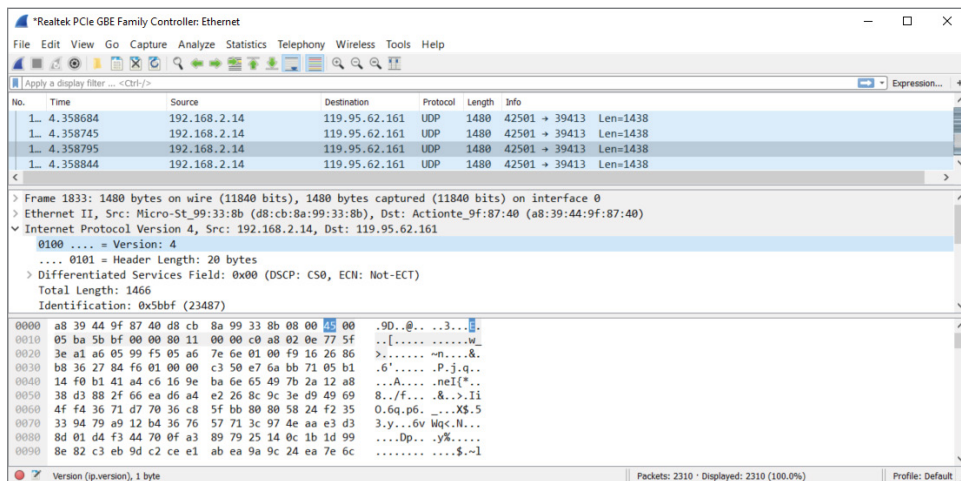 *Realtek PCIe GBE Family Controller: Ethernet
File Edit View Go Capture Analyze Statistics Telephony Wireless Tools Help
Apply a display filter ... <Ctrl-/> Expression... +
No. Time Source Destination Protocol Length Info
1… 4.358684 192.168.2.14 119.95.62.161 UDP 1480 42501 → 39413 Len=1438
1… 4.358745 192.168.2.14 119.95.62.161 UDP 1480 42501 → 39413 Len=1438
1… 4.358795 192.168.2.14 119.95.62.161 UDP 1480 42501 → 39413 Len=1438
1… 4.358844 192.168.2.14 119.95.62.161 UDP 1480 42501 → 39413 Len=1438
Frame 1833: 1480 bytes on wire (11840 bits), 1480 bytes captured (11840 bits) on interface 0
Ethernet II, Src: Micro-St_99:33:8b (d8:cb:8a:99:33:8b), Dst: Actionte_9f:87:40 (a8:39:44:9f:87:40)
Internet Protocol Version 4, Src: 192.168.2.14, Dst: 119.95.62.161
0100 .... = Version: 4
.... 0101 = Header Length: 20 bytes
Differentiated Services Field: 0x00 (DSCP: CS0, ECN: Not-ECT)
Total Length: 1466
Identification: 0x5bbf (23487)
0000 a8 39 44 9f 87 40 d8 cb 8a 99 33 8b 08 00 45 00 .9D..@.. ..3...E.
0010 05 ba 5b bf 00 00 80 11 00 00 c0 a8 02 0e 77 5f ..[..... ......w_
0020 3e a1 a6 05 99 f5 05 a6 7e 6e 01 00 f9 16 26 86 >....... ~n....&.
0030 b8 36 27 84 f6 01 00 00 c3 50 e7 6a bb 71 05 b1 .6'..... .P.j.q..
0040 14 f0 b1 41 a4 c6 16 9e ba 6e 65 49 7b 2a 12 a8 ...A.... .neI{*..
0050 38 d3 88 2f 66 ea d6 a4 e2 26 8c 9c 3e d9 49 69 8../f... .&..>.Ii
0060 4f f4 36 71 d7 70 36 c8 5f bb 80 80 58 24 f2 35 O.6q.p6. _...X$.5
0070 33 94 79 a9 12 b4 36 76 57 71 3c 97 4e aa e3 d3 3.y...6v Wq<.N...
0080 8d 01 d4 f3 44 70 0f a3 89 79 25 14 0c 1b 1d 99 ....Dp.. .y%.....
0090 8e 82 c3 eb 9d c2 ce e1 ab ea 9a 9c 24 ea 7e 6c ........ ....$.~l
Version (ip.version), 1 byte Packets: 2310 · Displayed: 2310 (100.0%) Profile: Default